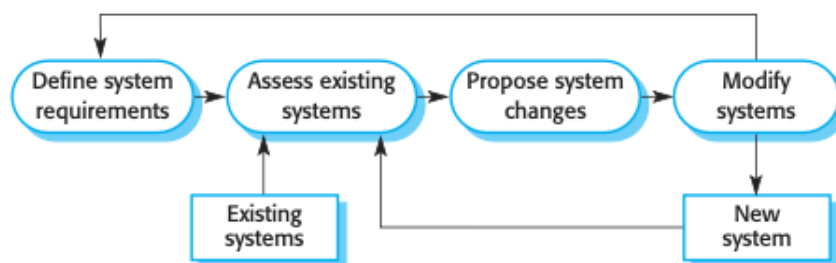 Define system
requirements
Assess existing
systems
Propose system
changes
Modify
systems
Existing
systems
New
system